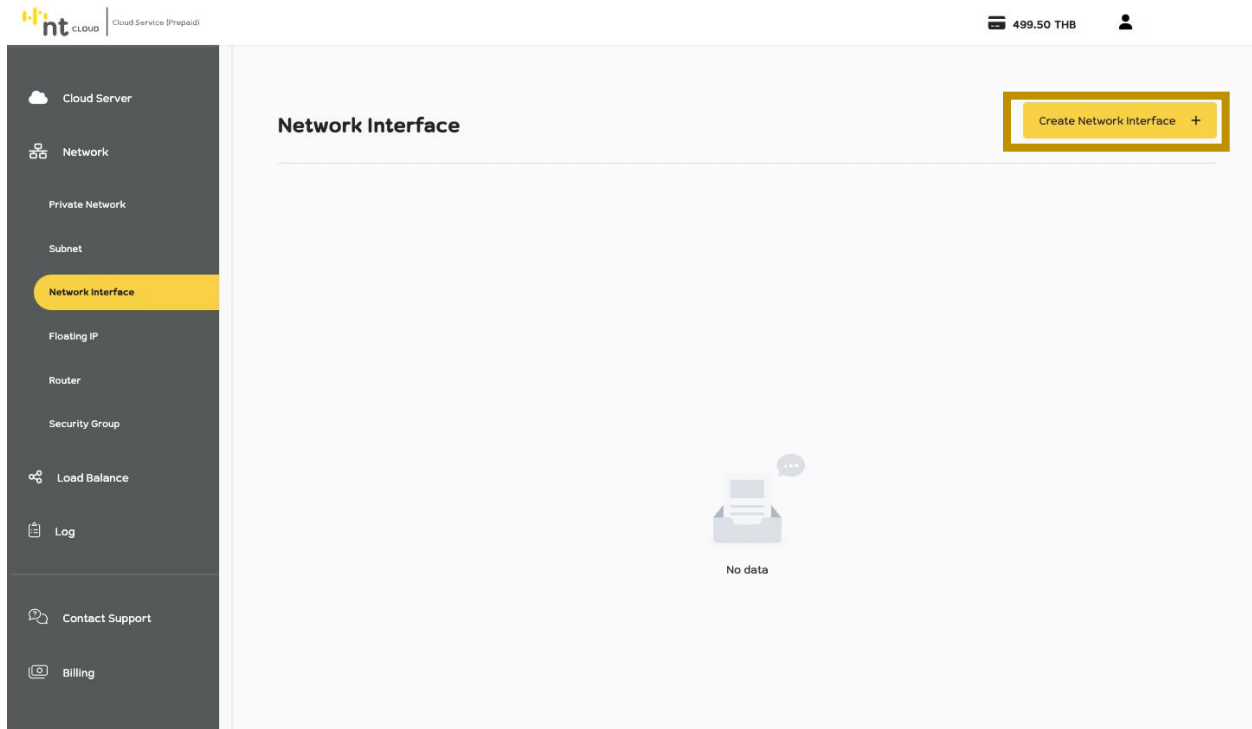 nt CLOUD
Cloud Service (Prepaid)
499.50 THB
Cloud Server
Network
Private Network
Subnet
Network Interface
Floating IP
Router
Security Group
Load Balance
Log
Contact Support
Billing
Network Interface
Create Network Interface +
No data